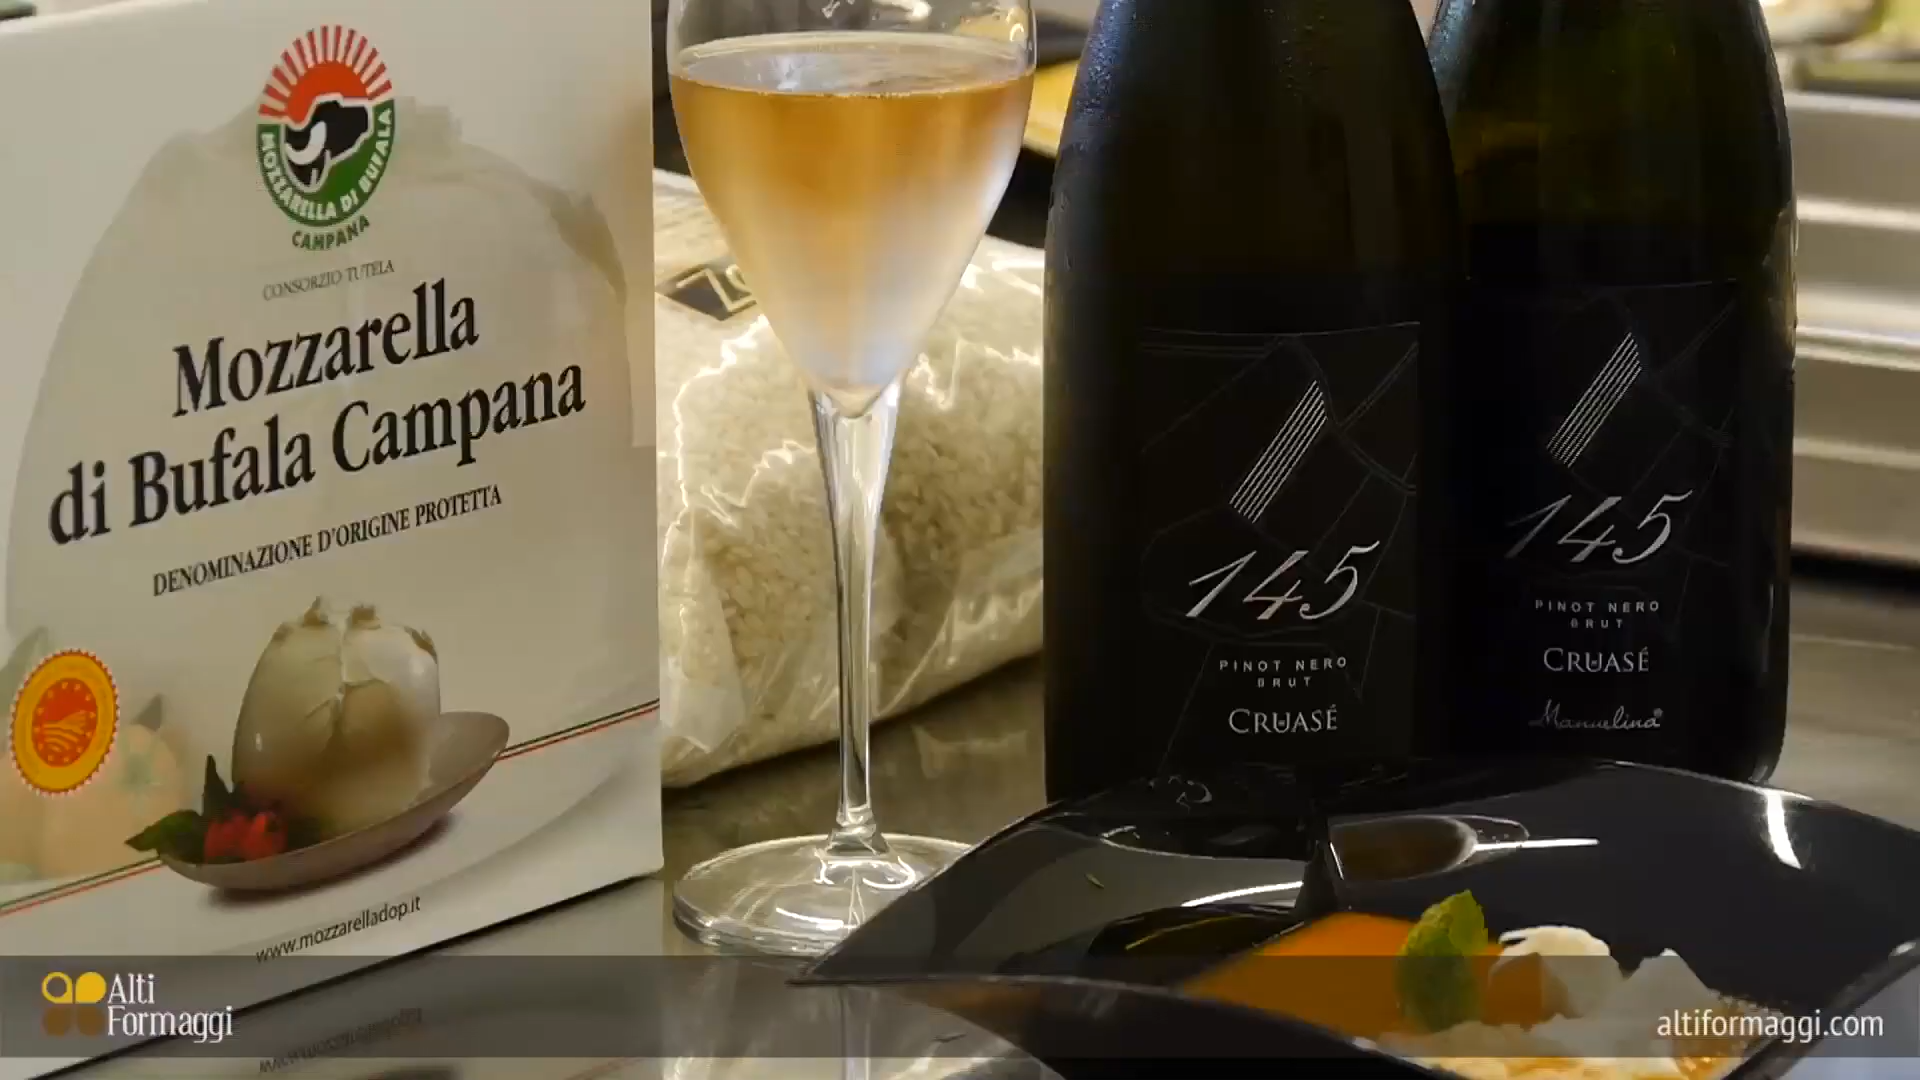 MOZZARELLA DI BUFALA
CAMPANA
CONSORZIO TUTELA
Mozzarella
di Bufala Campana
DENOMINAZIONE D'ORIGINE PROTETTA
www.mozzarelladop.it
145
PINOT NERO
BRUT
CRUASÉ
145
PINOT NERO
BRUT
CRUASÉ
Manuelina
Alti
Formaggi
altiformaggi.com